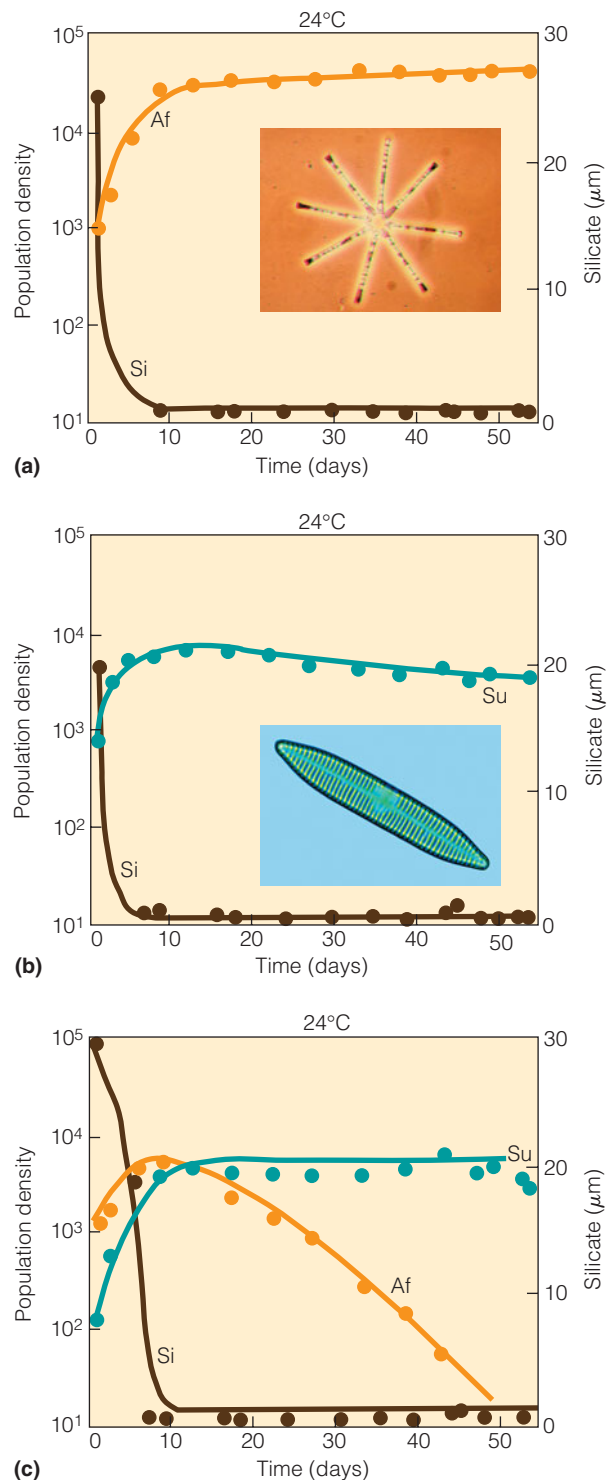 24°C
10⁵
10⁴
10³
10²
10¹
Population density
30
20
10
0
Silicate (μm)
Af
Si
0 10 20 30 40 50
Time (days)
(a)
24°C
10⁵
10⁴
10³
10²
10¹
Population density
30
20
10
0
Silicate (μm)
Su
Si
0 10 20 30 40 50
Time (days)
(b)
24°C
10⁵
10⁴
10³
10²
10¹
Population density
30
20
10
0
Silicate (μm)
Su
Af
Si
0 10 20 30 40 50
Time (days)
(c)